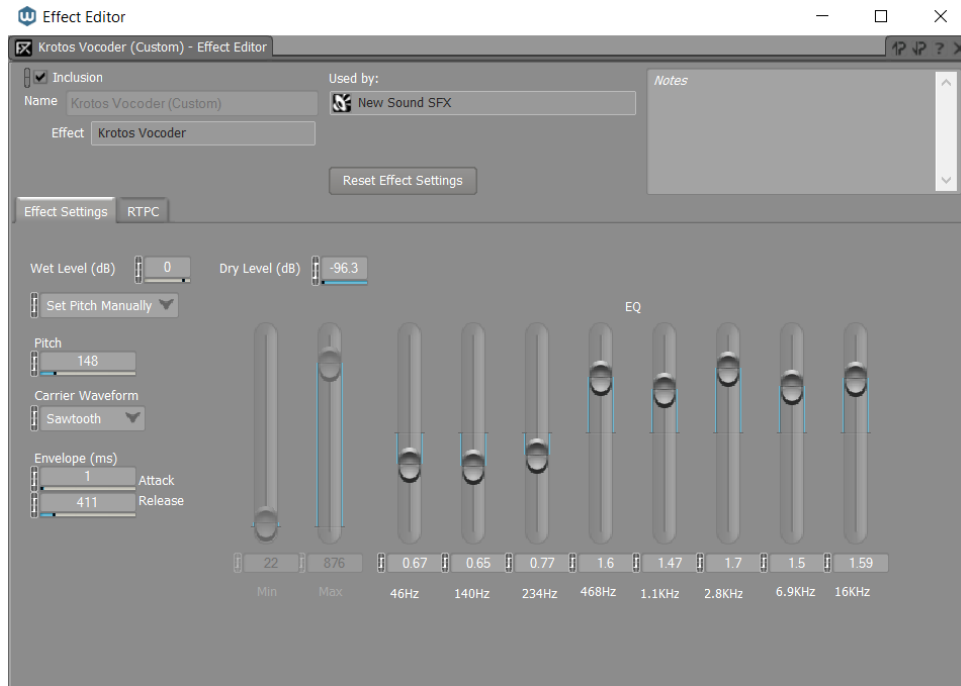 Effect Editor
Krotos Vocoder (Custom) - Effect Editor
Inclusion
Used by:
Notes
Name Krotos Vocoder (Custom)
New Sound SFX
Effect Krotos Vocoder
Reset Effect Settings
Effect Settings RTPC
Wet Level (dB) 0 Dry Level (dB) -96.3
Set Pitch Manually
EQ
Pitch
148
Carrier Waveform
Sawtooth
Envelope (ms)
1 Attack
411 Release
22 876 0.67 0.65 0.77 1.6 1.47 1.7 1.5 1.59
Min Max 46Hz 140Hz 234Hz 468Hz 1.1KHz 2.8KHz 6.9KHz 16KHz